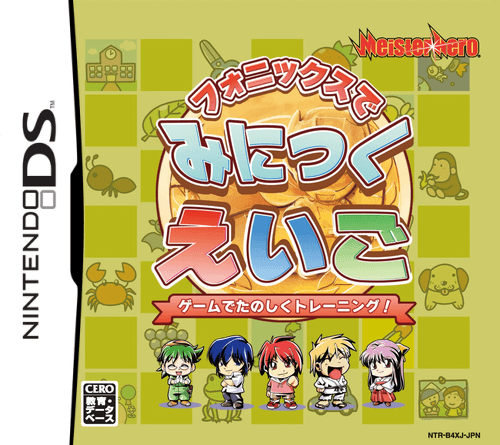 NINTENDO DS™
MeisterHero
フォニックスで
みにつく
えいご
ゲームでたのしくトレーニング!
CERO
教育・
データベース
NTR-B4XJ-JPN